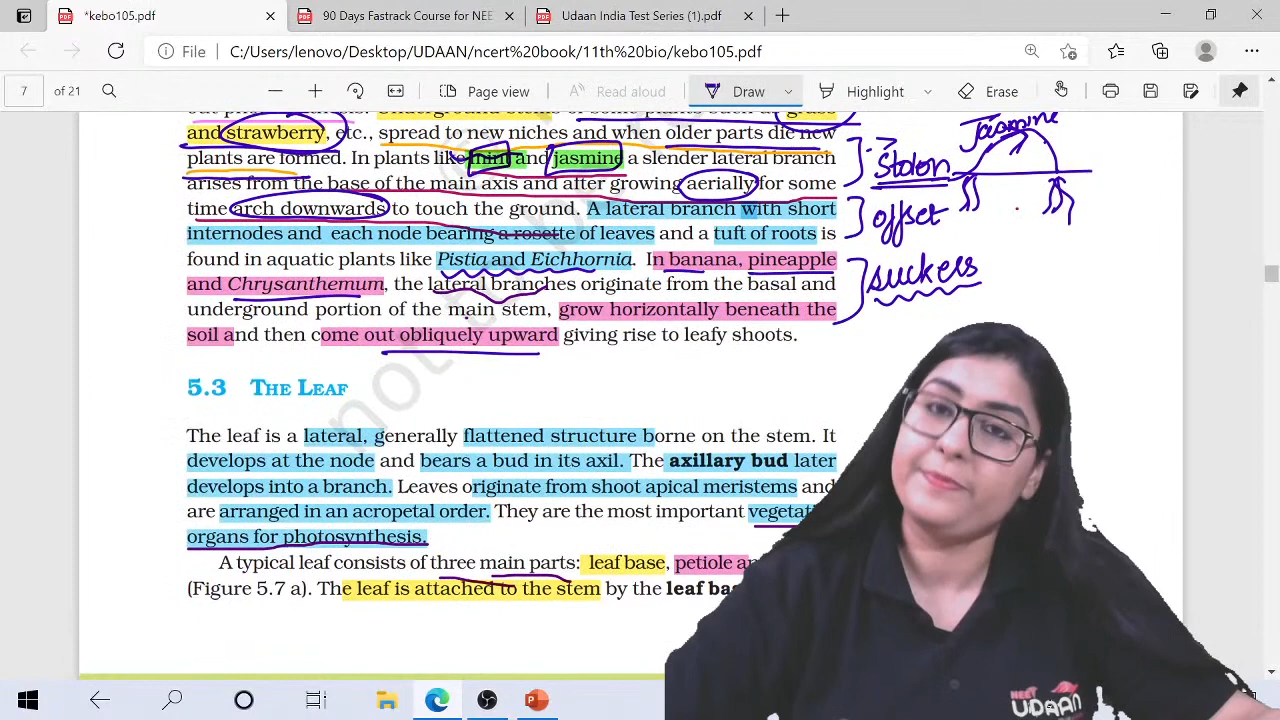 *kebo105.pdf
90 Days Fastrack Course for NEE
Udaan India Test Series (1).pdf
File
C:/Users/lenovo/Desktop/UDAAN/ncert%20book/11th%20bio/kebo105.pdf
7 of 21
Page view
Read aloud
Draw
Highlight
Erase
and strawberry, etc., spread to new niches and when older parts die new
plants are formed. In plants like mint and jasmine a slender lateral branch
arises from the base of the main axis and after growing aerially for some
time arch downwards to touch the ground. A lateral branch with short
internodes and each node bearing a rosette of leaves and a tuft of roots is
found in aquatic plants like Pistia and Eichhornia. In banana, pineapple
and Chrysanthemum, the lateral branches originate from the basal and
underground portion of the main stem, grow horizontally beneath the
soil and then come out obliquely upward giving rise to leafy shoots.
Jasmine
Stolon
offset
suckers
5.3 THE LEAF
The leaf is a lateral, generally flattened structure borne on the stem. It
develops at the node and bears a bud in its axil. The axillary bud later
develops into a branch. Leaves originate from shoot apical meristems and
are arranged in an acropetal order. They are the most important vegetat
organs for photosynthesis.
A typical leaf consists of three main parts: leaf base, petiole a
(Figure 5.7 a). The leaf is attached to the stem by the leaf ba
NEET
UDAAN